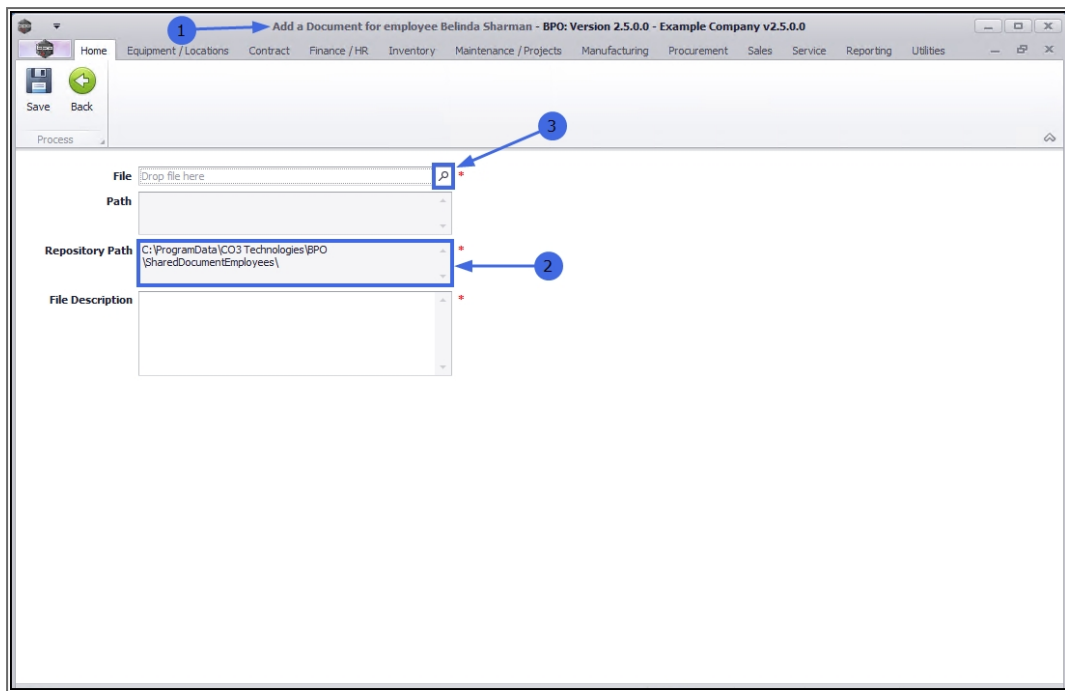 Add a Document for employee Belinda Sharman - BPO: Version 2.5.0.0 - Example Company v2.5.0.0
1
Home Equipment / Locations Contract Finance / HR Inventory Maintenance / Projects Manufacturing Procurement Sales Service Reporting Utilities
Save Back
Process
3
File Drop file here *
Path
Repository Path C:\ProgramData\CO3 Technologies\BPO *
\SharedDocumentEmployees\
2
File Description *